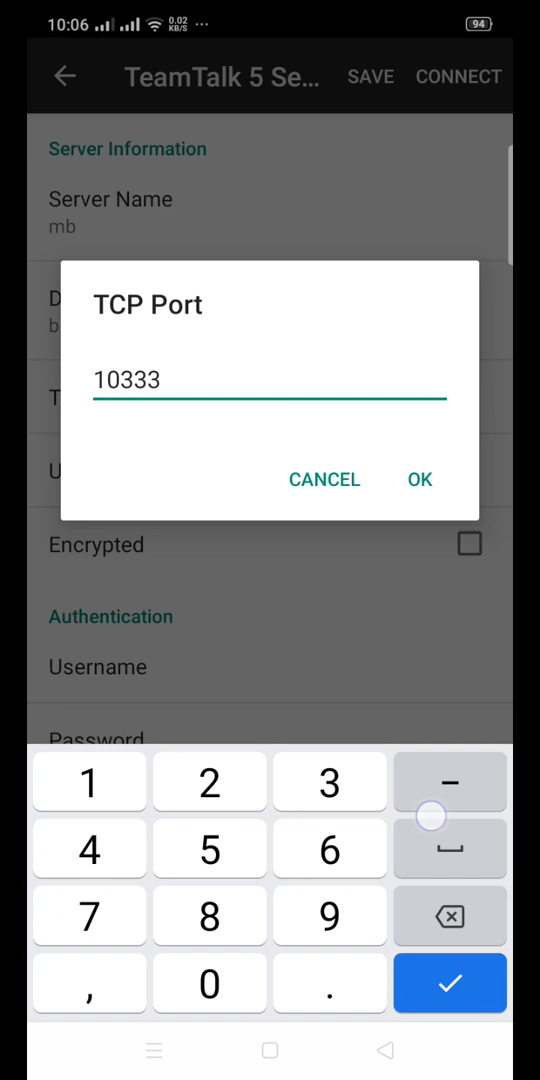 10:06 0.02 KB/S ... 94
TeamTalk 5 Se... SAVE CONNECT
Server Information
Server Name
mb
D
b
TCP Port
10333
T
CANCEL OK
U
Encrypted
Authentication
Username
Password
1 2 3 –
4 5 6
7 8 9
, 0 .